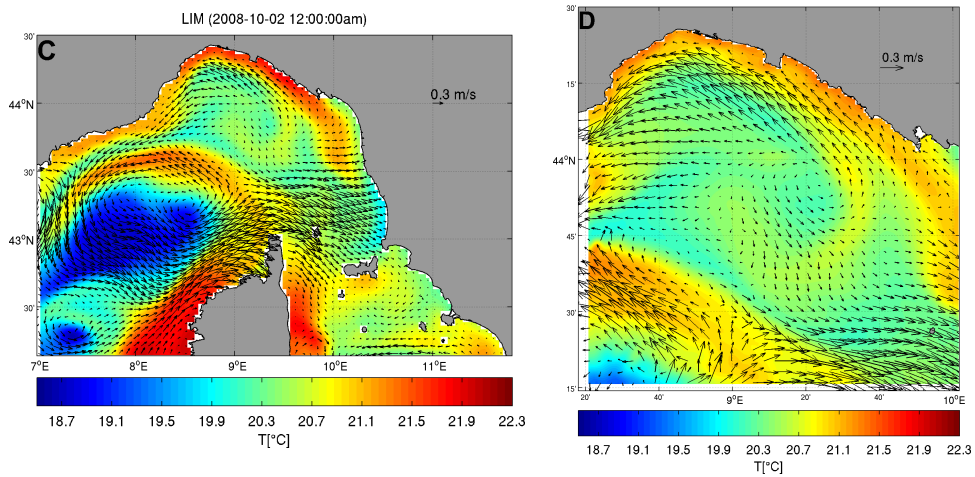 LIM (2008-10-02 12:00:00am)
C
30'
44°N
30'
43°N
30'
0.3 m/s
7°E
8°E
9°E
10°E
11°E
18.7 19.1 19.5 19.9 20.3 20.7 21.1 21.5 21.9 22.3
T[°C]
D
30'
15'
44°N
45'
30'
15'
0.3 m/s
20' 40' 9°E 20' 40' 10°E
18.7 19.1 19.5 19.9 20.3 20.7 21.1 21.5 21.9 22.3
T[°C]